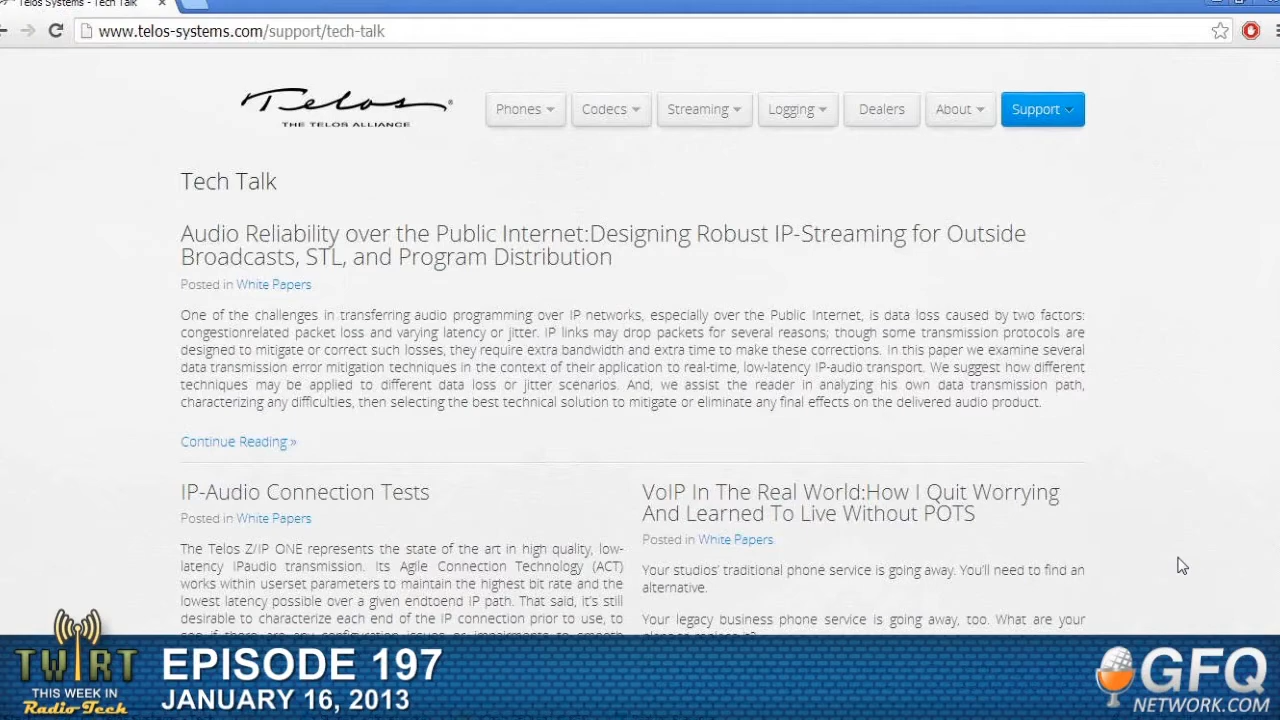 Telos Systems - Tech Talk
www.telos-systems.com/support/tech-talk
Telos®
THE TELOS ALLIANCE
Phones
Codecs
Streaming
Logging
Dealers
About
Support
Tech Talk
Audio Reliability over the Public Internet:Designing Robust IP-Streaming for Outside
Broadcasts, STL, and Program Distribution
Posted in White Papers
One of the challenges in transferring audio programming over IP networks, especially over the Public Internet, is data loss caused by two factors:
congestionrelated packet loss and varying latency or jitter. IP links may drop packets for several reasons; though some transmission protocols are
designed to mitigate or correct such losses, they require extra bandwidth and extra time to make these corrections. In this paper we examine several
data transmission error mitigation techniques in the context of their application to real-time, low-latency IP-audio transport. We suggest how different
techniques may be applied to different data loss or jitter scenarios. And, we assist the reader in analyzing his own data transmission path,
characterizing any difficulties, then selecting the best technical solution to mitigate or eliminate any final effects on the delivered audio product.
Continue Reading »
IP-Audio Connection Tests
Posted in White Papers
The Telos Z/IP ONE represents the state of the art in high quality, low-
latency IPaudio transmission. Its Agile Connection Technology (ACT)
works within userset parameters to maintain the highest bit rate and the
lowest latency possible over a given endtoend IP path. That said, it's still
desirable to characterize each end of the IP connection prior to use, to
see if there are any configuration issues or impairments to smooth
VoIP In The Real World:How I Quit Worrying
And Learned To Live Without POTS
Posted in White Papers
Your studios' traditional phone service is going away. You'll need to find an
alternative.
Your legacy business phone service is going away, too. What are your
plans to replace it?
TWIRT
THIS WEEK IN
Radio Tech
EPISODE 197
JANUARY 16, 2013
GFQ
NETWORK.COM